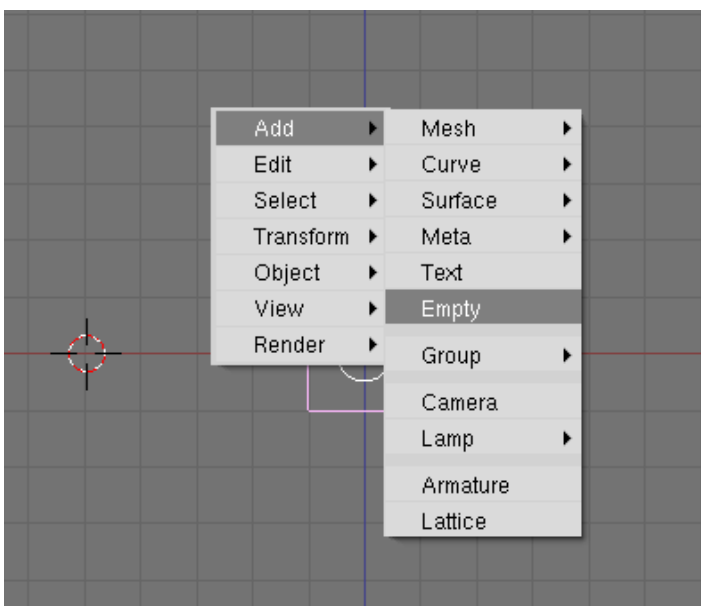 Add
Edit
Select
Transform
Object
View
Render
Mesh
Curve
Surface
Meta
Text
Empty
Group
Camera
Lamp
Armature
Lattice